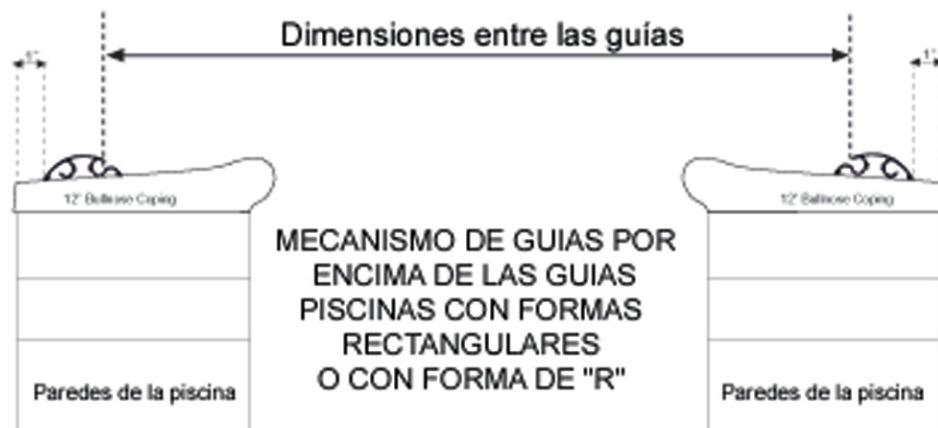 Dimensiones entre las guías
1"
1"
12" Bullnose Coping
12" Bullnose Coping
MECANISMO DE GUIAS POR
ENCIMA DE LAS GUIAS
PISCINAS CON FORMAS
RECTANGULARES
O CON FORMA DE "R"
Paredes de la piscina
Paredes de la piscina